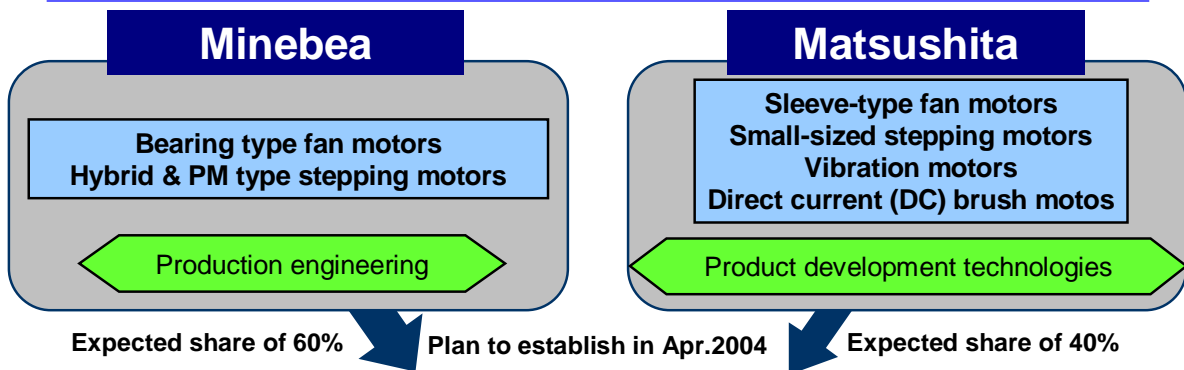 Minebea
Bearing type fan motors
Hybrid & PM type stepping motors
Production engineering
Matsushita
Sleeve-type fan motors
Small-sized stepping motors
Vibration motors
Direct current (DC) brush motos
Product development technologies
Expected share of 60%
Plan to establish in Apr.2004
Expected share of 40%